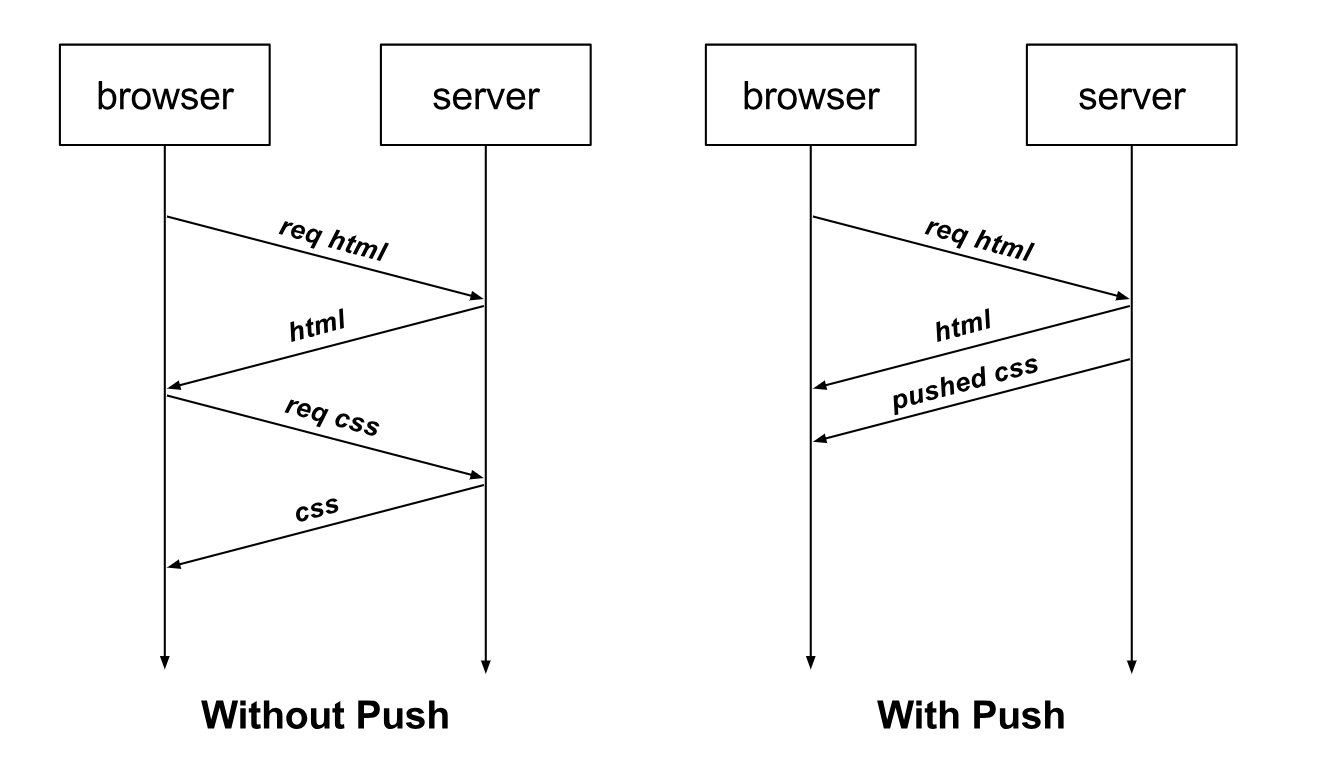 browser
server
req html
html
req css
css
Without Push
browser
server
req html
html
pushed css
With Push